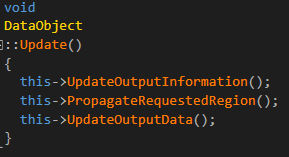 void
DataObject
::Update()
{
  this->UpdateOutputInformation();
  this->PropagateRequestedRegion();
  this->UpdateOutputData();
}